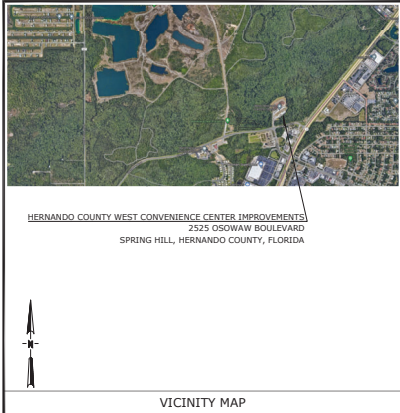 HERNANDO COUNTY WEST CONVENIENCE CENTER IMPROVEMENTS
2525 OSOWAW BOULEVARD
SPRING HILL, HERNANDO COUNTY, FLORIDA
N
VICINITY MAP